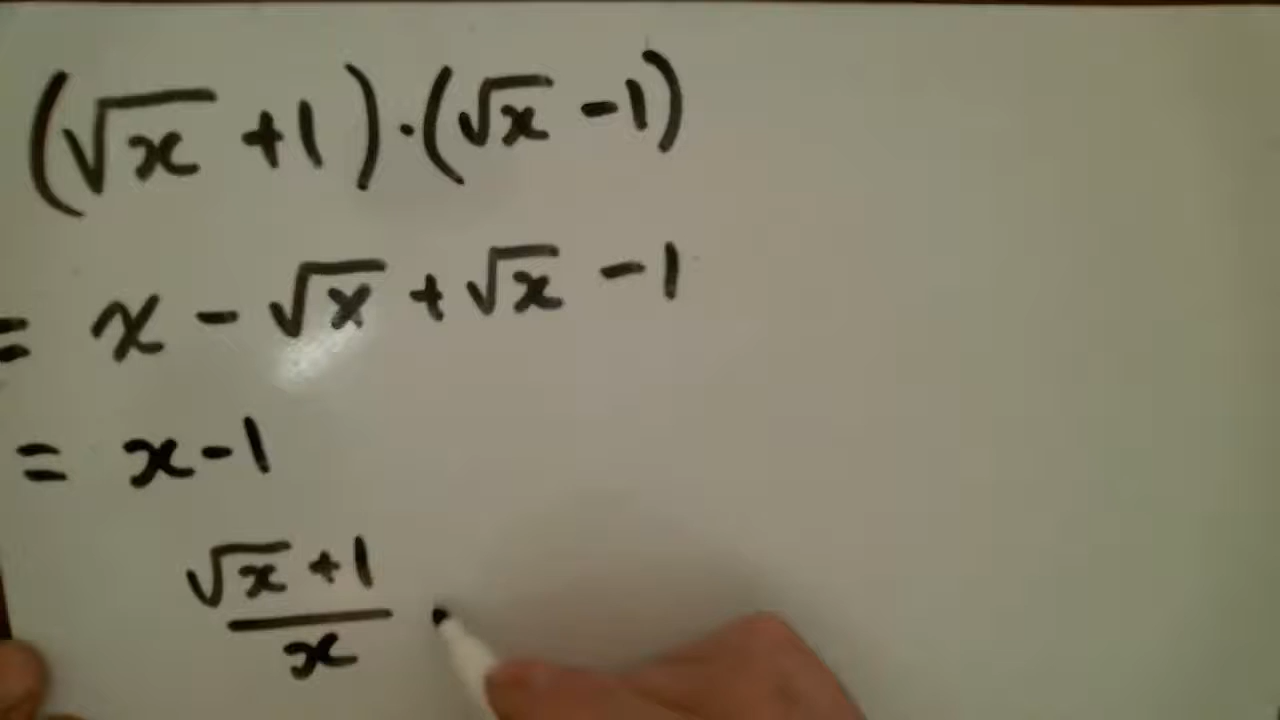 (√x + 1) · (√x - 1)
= x - √x + √x - 1
= x - 1
√x + 1
x ·